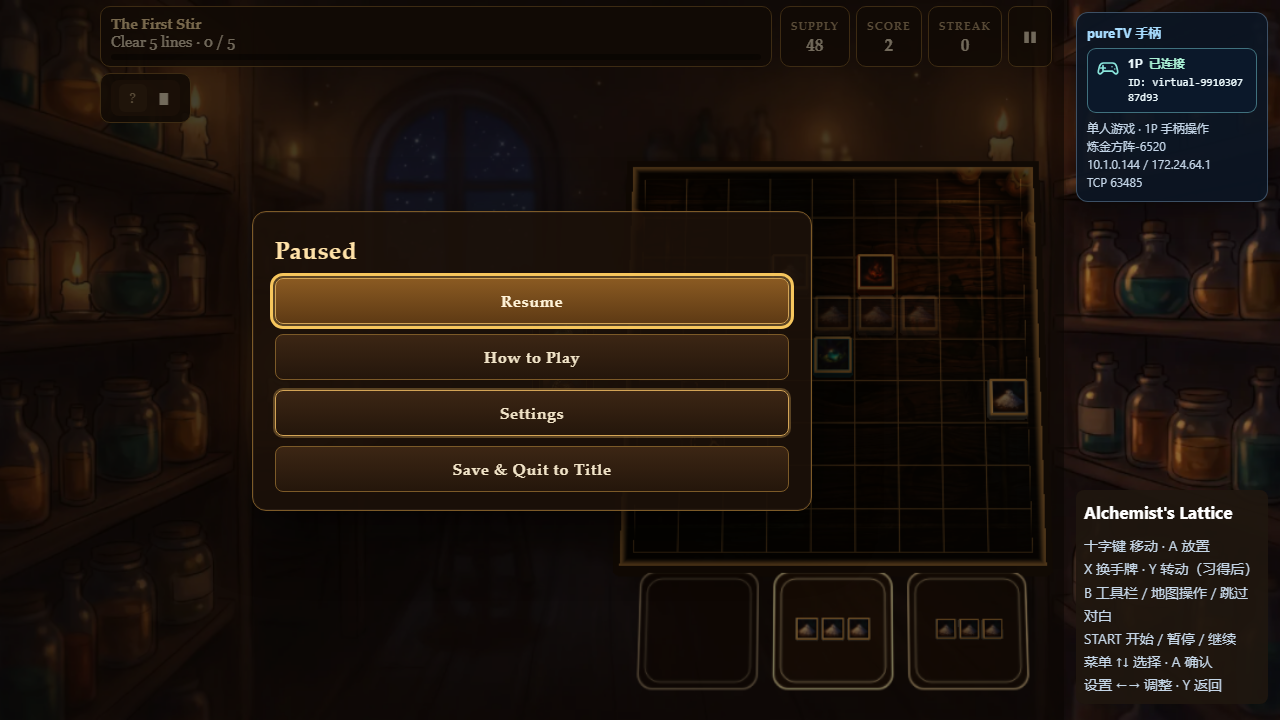 The First Stir
Clear 5 lines · 0 / 5
SUPPLY
48
SCORE
2
STREAK
0
?
Paused
Resume
How to Play
Settings
Save & Quit to Title
pureTV 手柄
1P 已连接
ID: virtual-9910307
87d93
单人游戏 · 1P 手柄操作
炼金方阵-6520
10.1.0.144 / 172.24.64.1
TCP 63485
Alchemist's Lattice
十字键 移动 · A 放置
X 换手牌 · Y 转动（习得后）
B 工具栏 / 地图操作 / 跳过
对白
START 开始 / 暂停 / 继续
菜单 ↑↓ 选择 · A 确认
设置 ←→ 调整 · Y 返回